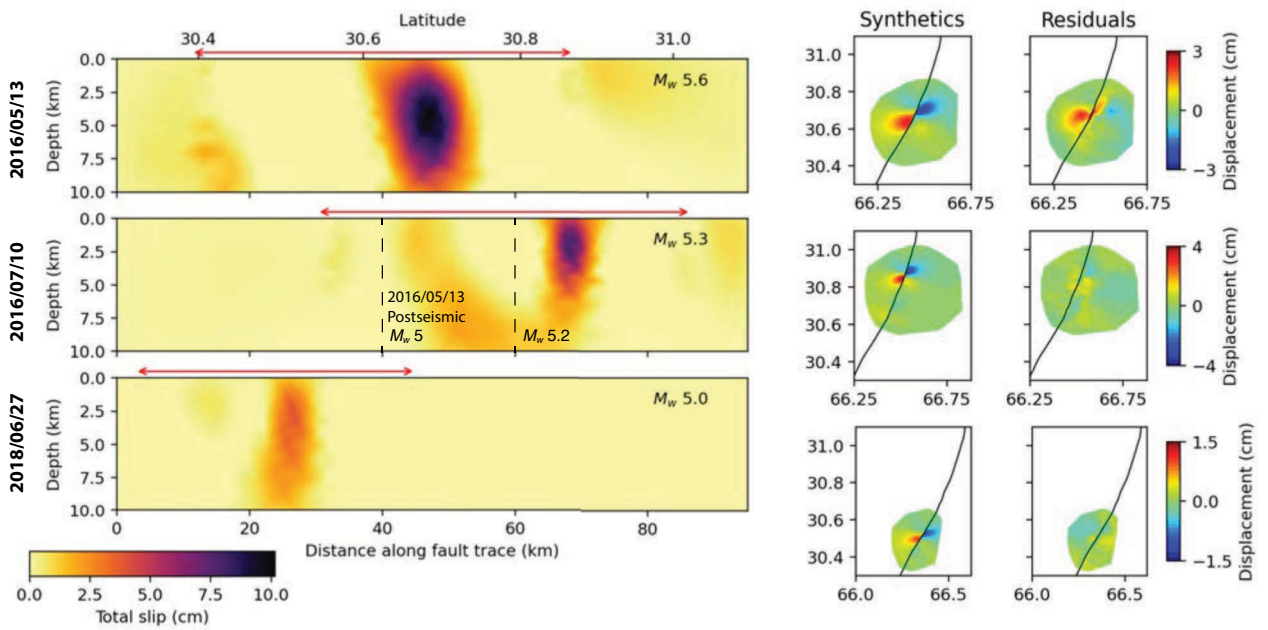 Latitude
30.4 30.6 30.8 31.0
2016/05/13
Depth (km)
0.0
2.5
5.0
7.5
10.0
Mw 5.6
2016/07/10
Depth (km)
0.0
2.5
5.0
7.5
10.0
Mw 5.3
2016/05/13
Postseismic
Mw 5
Mw 5.2
2018/06/27
Depth (km)
0.0
2.5
5.0
7.5
10.0
Mw 5.0
0 20 40 60 80
Distance along fault trace (km)
0.0 2.5 5.0 7.5 10.0
Total slip (cm)
Synthetics Residuals
31.0
30.8
30.6
30.4
66.25 66.75 66.25 66.75
3
0
−3
Displacement (cm)
31.0
30.8
30.6
30.4
66.25 66.75 66.25 66.75
4
0
−4
Displacement (cm)
31.0
30.8
30.6
30.4
66.0 66.5 66.0 66.5
1.5
0.0
−1.5
Displacement (cm)